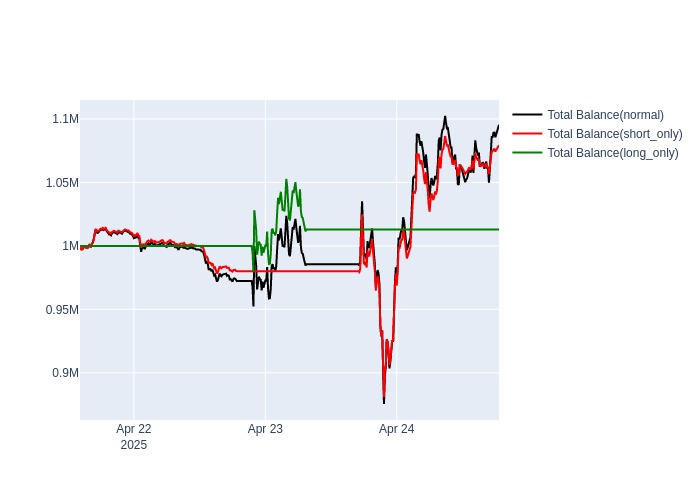 1.1M
1.05M
1M
0.95M
0.9M
Apr 22
2025
Apr 23
Apr 24
Total Balance(normal)
Total Balance(short_only)
Total Balance(long_only)